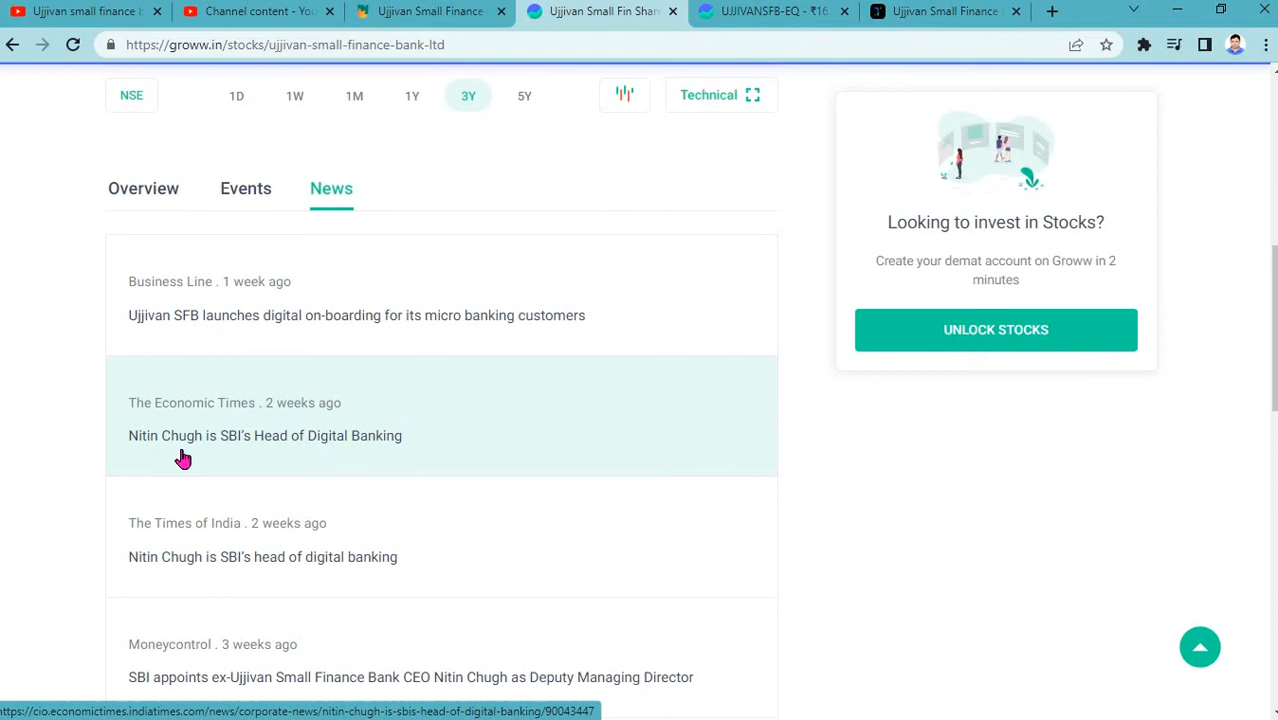 Ujjivan small finance b
Channel content - You
Ujjivan Small Finance
Ujjivan Small Fin Shar
UJJIVANSFB-EQ - ₹16
Ujjivan Small Finance
https://groww.in/stocks/ujjivan-small-finance-bank-ltd
NSE 1D 1W 1M 1Y 3Y 5Y Technical
Overview Events News
Business Line . 1 week ago
Ujjivan SFB launches digital on-boarding for its micro banking customers
The Economic Times . 2 weeks ago
Nitin Chugh is SBI's Head of Digital Banking
The Times of India . 2 weeks ago
Nitin Chugh is SBI's head of digital banking
Moneycontrol . 3 weeks ago
SBI appoints ex-Ujjivan Small Finance Bank CEO Nitin Chugh as Deputy Managing Director
Looking to invest in Stocks?
Create your demat account on Groww in 2
minutes
UNLOCK STOCKS
https://cio.economictimes.indiatimes.com/news/corporate-news/nitin-chugh-is-sbis-head-of-digital-banking/90043447